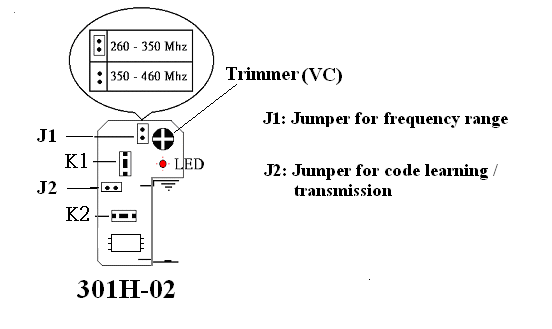 260 - 350 Mhz
350 - 460 Mhz
Trimmer (VC)
J1
J1: Jumper for frequency range
K1
LED
J2
J2: Jumper for code learning /
transmission
K2
301H-02